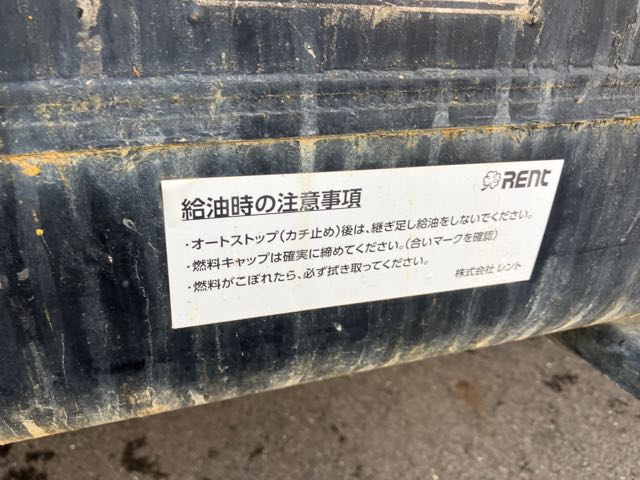 RENT
給油時の注意事項
・オートストップ(カチ止め)後は、継ぎ足し給油をしないでください。
・燃料キャップは確実に締めてください。(合いマークを確認)
・燃料がこぼれたら、必ず拭き取ってください。
株式会社 レント